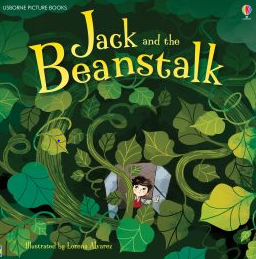 USBORNE PICTURE BOOKS
Jack and the
Beanstalk
Illustrated by Lorena Alvarez